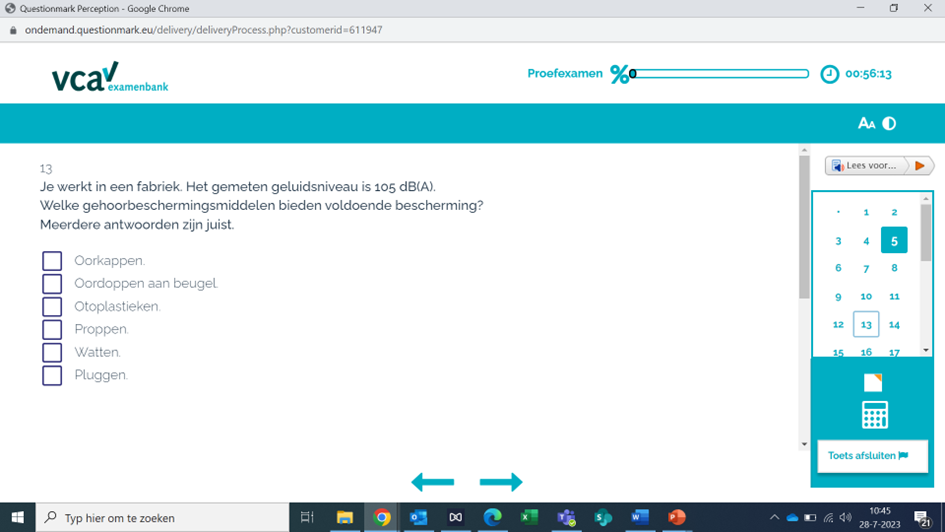 Questionmark Perception - Google Chrome
ondemand.questionmark.eu/delivery/deliveryProcess.php?customerid=611947
vca
examenbank
Proefexamen % 0 00:56:13
AA
13
Je werkt in een fabriek. Het gemeten geluidsniveau is 105 dB(A).
Welke gehoorbeschermingsmiddelen bieden voldoende bescherming?
Meerdere antwoorden zijn juist.
Oorkappen.
Oordoppen aan beugel.
Otoplastieken.
Proppen.
Watten.
Pluggen.
Lees voor...
· 1 2
3 4 5
6 7 8
9 10 11
12 13 14
15 16 17
Toets afsluiten
Typ hier om te zoeken
10:45
28-7-2023
21